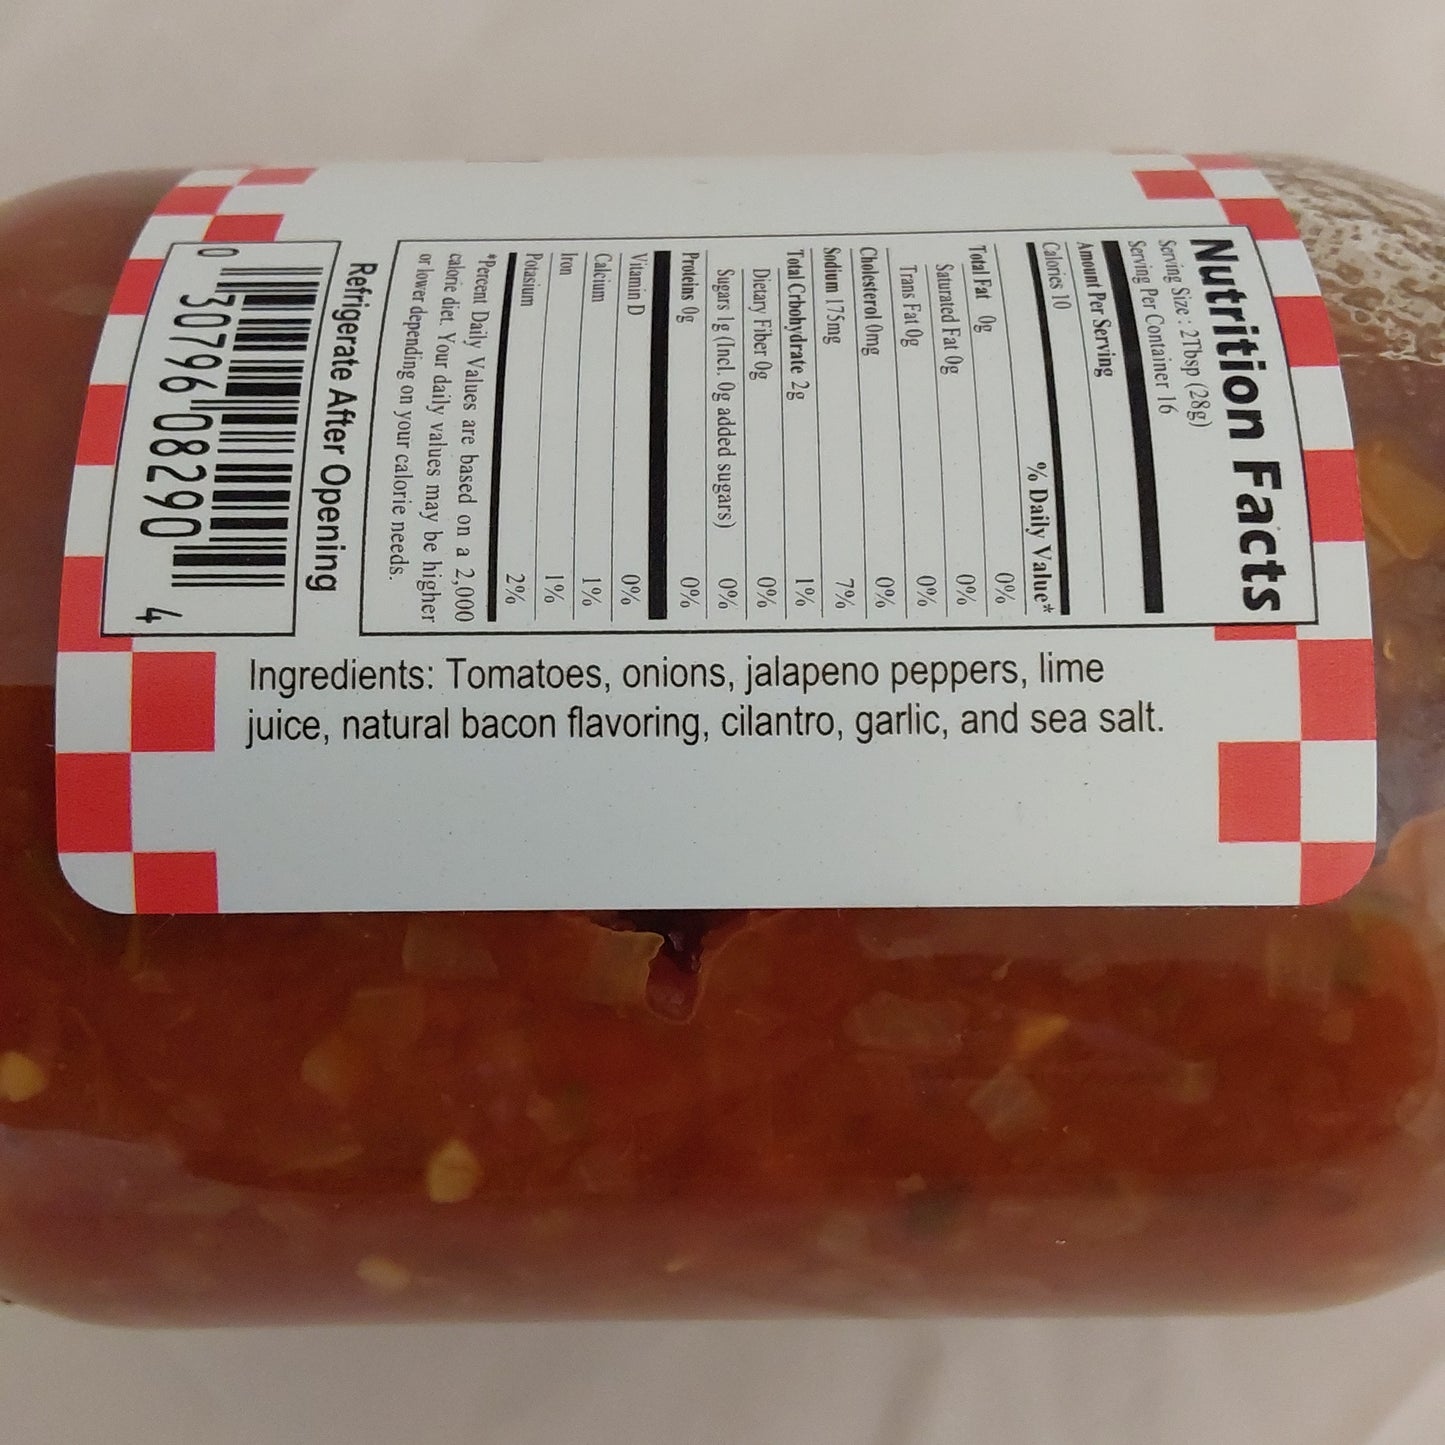 Nutrition Facts
Serving Size : 2Tbsp (28g)
Serving Per Container 16
Amount Per Serving
Calories 10
% Daily Value*
Total Fat 0g 0%
Saturated Fat 0g 0%
Trans Fat 0g 0%
Cholesterol 0mg 0%
Sodium 175mg 7%
Total Crbohydrate 2g 1%
Dietary Fiber 0g 0%
Sugars 1g (Incl. 0g added sugars) 0%
Proteins 0g 0%
Vitamin D 0%
Calcium 1%
Iron 1%
Potasium 2%
*Percent Daily Values are based on a 2,000
calorie diet. Your daily values may be higher
or lower depending on your calorie needs.
Refrigerate After Opening
0 30796 08290 4
Ingredients: Tomatoes, onions, jalapeno peppers, lime
juice, natural bacon flavoring, cilantro, garlic, and sea salt.